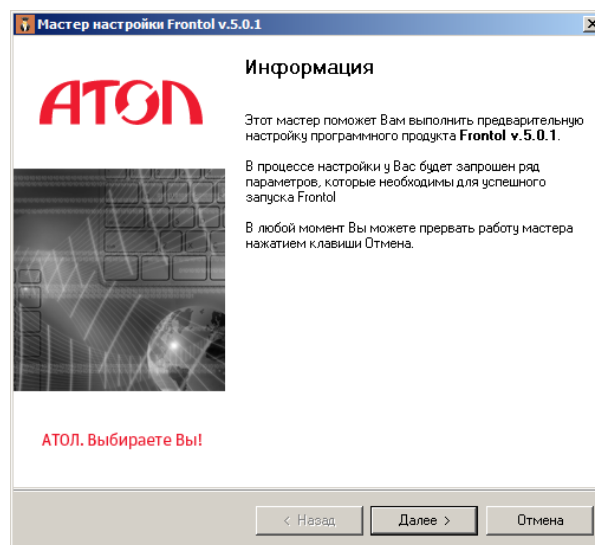 Мастер настройки Frontol v.5.0.1
АТОЛ
Информация
Этот мастер поможет Вам выполнить предварительную
настройку программного продукта Frontol v.5.0.1.
В процессе настройки у Вас будет запрошен ряд
параметров, которые необходимы для успешного
запуска Frontol
В любой момент Вы можете прервать работу мастера
нажатием клавиши Отмена.
АТОЛ. Выбираете Вы!
< Назад
Далее >
Отмена